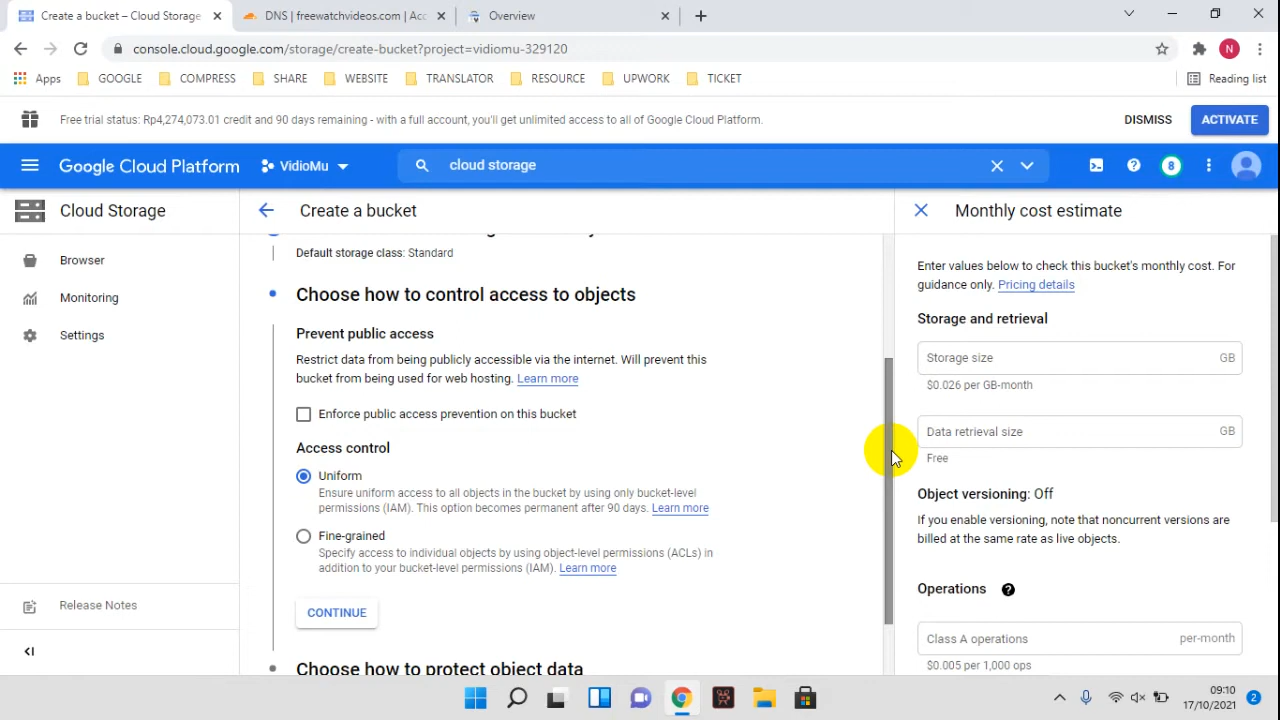 Create a bucket – Cloud Storage
DNS | freewatchvideos.com | Acc
Overview
console.cloud.google.com/storage/create-bucket?project=vidiomu-329120
N
Apps
GOOGLE
COMPRESS
SHARE
WEBSITE
TRANSLATOR
RESOURCE
UPWORK
TICKET
Reading list
Free trial status: Rp4,274,073.01 credit and 90 days remaining - with a full account, you'll get unlimited access to all of Google Cloud Platform.
DISMISS
ACTIVATE
Google Cloud Platform
VidioMu
cloud storage
8
Cloud Storage
Create a bucket
Monthly cost estimate
Browser
Monitoring
Settings
Release Notes
Default storage class: Standard
Choose how to control access to objects
Prevent public access
Restrict data from being publicly accessible via the internet. Will prevent this
bucket from being used for web hosting. Learn more
Enforce public access prevention on this bucket
Access control
Uniform
Ensure uniform access to all objects in the bucket by using only bucket-level
permissions (IAM). This option becomes permanent after 90 days. Learn more
Fine-grained
Specify access to individual objects by using object-level permissions (ACLs) in
addition to your bucket-level permissions (IAM). Learn more
CONTINUE
Choose how to protect object data
Enter values below to check this bucket's monthly cost. For
guidance only. Pricing details
Storage and retrieval
Storage size GB
$0.026 per GB-month
Data retrieval size GB
Free
Object versioning: Off
If you enable versioning, note that noncurrent versions are
billed at the same rate as live objects.
Operations
Class A operations per-month
$0.005 per 1,000 ops
09:10
17/10/2021
2